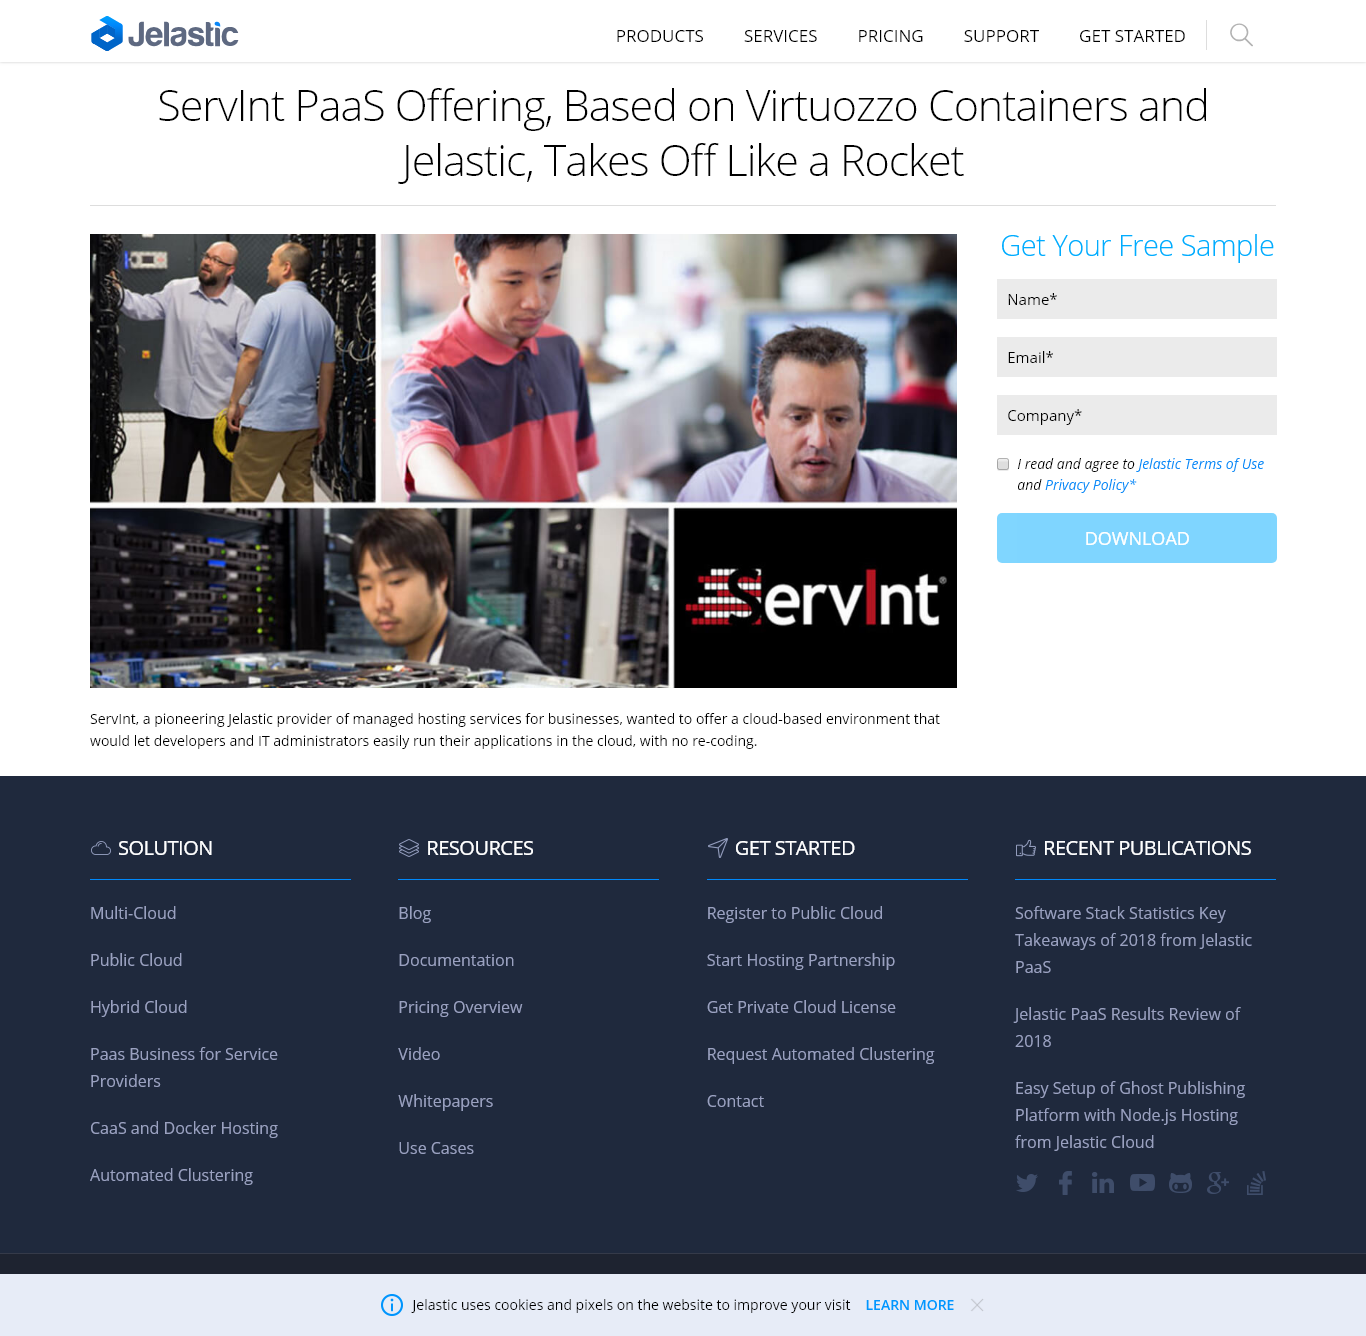 Jelastic
PRODUCTS
SERVICES
PRICING
SUPPORT
GET STARTED
ServInt PaaS Offering, Based on Virtuozzo Containers and
Jelastic, Takes Off Like a Rocket
Get Your Free Sample
Name*
Email*
Company*
I read and agree to Jelastic Terms of Use
and Privacy Policy*
DOWNLOAD
ServInt®
ServInt, a pioneering Jelastic provider of managed hosting services for businesses, wanted to offer a cloud-based environment that
would let developers and IT administrators easily run their applications in the cloud, with no re-coding.
SOLUTION
Multi-Cloud
Public Cloud
Hybrid Cloud
Paas Business for Service
Providers
CaaS and Docker Hosting
Automated Clustering
RESOURCES
Blog
Documentation
Pricing Overview
Video
Whitepapers
Use Cases
GET STARTED
Register to Public Cloud
Start Hosting Partnership
Get Private Cloud License
Request Automated Clustering
Contact
RECENT PUBLICATIONS
Software Stack Statistics Key
Takeaways of 2018 from Jelastic
PaaS
Jelastic PaaS Results Review of
2018
Easy Setup of Ghost Publishing
Platform with Node.js Hosting
from Jelastic Cloud
Jelastic uses cookies and pixels on the website to improve your visit LEARN MORE